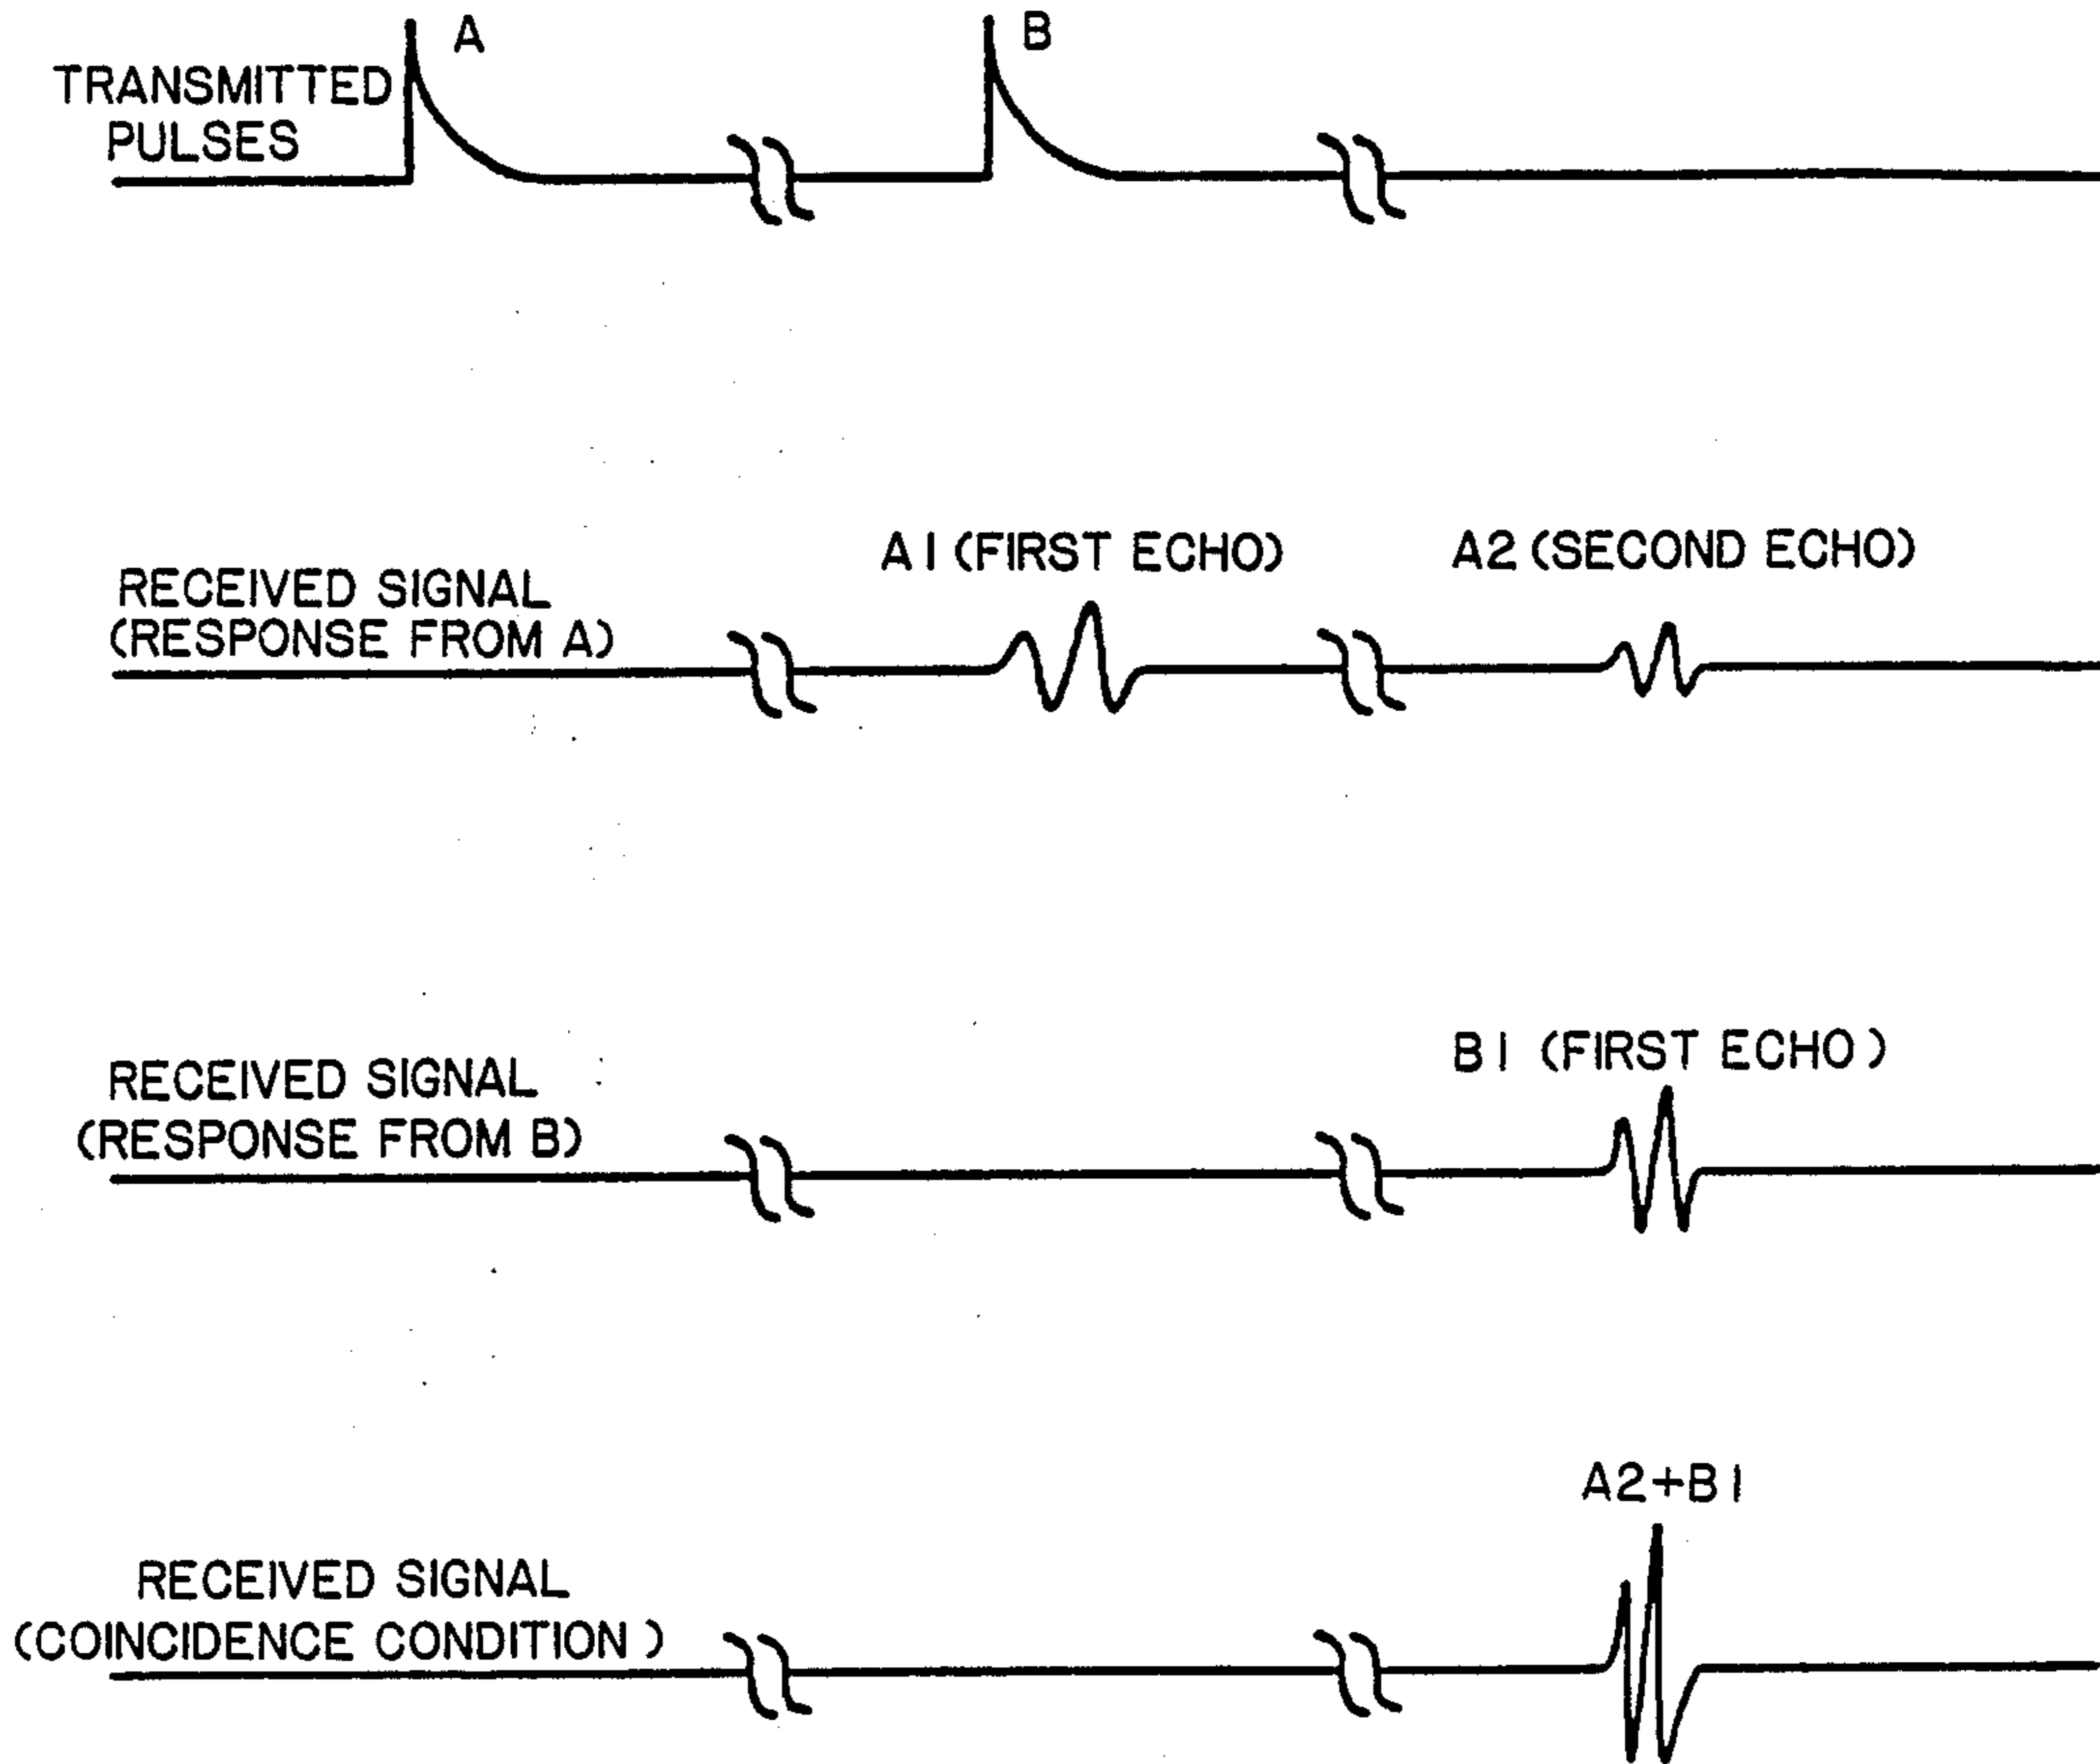 A
B
TRANSMITTED
PULSES
A1 (FIRST ECHO)
A2 (SECOND ECHO)
RECEIVED SIGNAL
(RESPONSE FROM A)
B1 (FIRST ECHO)
RECEIVED SIGNAL
(RESPONSE FROM B)
A2+B1
RECEIVED SIGNAL
(COINCIDENCE CONDITION)